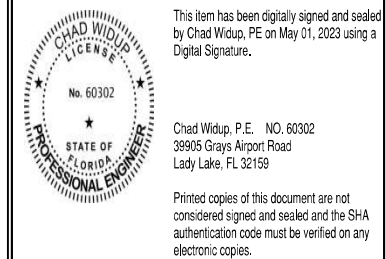 CHAD WIDUP
LICENSE
No. 60302
STATE OF
FLORIDA
PROFESSIONAL ENGINEER
This item has been digitally signed and sealed
by Chad Widup, PE on May 01, 2023 using a
Digital Signature.
Chad Widup, P.E. NO. 60302
39905 Grays Airport Road
Lady Lake, FL 32159
Printed copies of this document are not
considered signed and sealed and the SHA
authentication code must be verified on any
electronic copies.